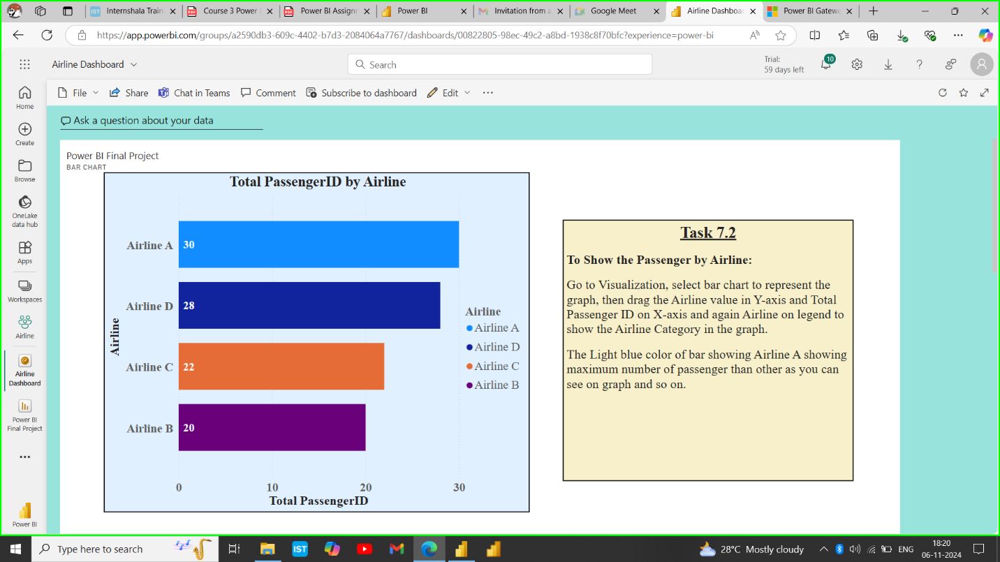 Internshala Train
Course 3 Power
Power BI Assignm
Power BI
Invitation from a
Google Meet
Airline Dashboa
Power BI Gatewa
https://app.powerbi.com/groups/a2590db3-609c-4402-b7d3-2084064a7767/dashboards/00822805-98ec-49c2-a8bd-1938c8f70bfc?experience=power-bi
Airline Dashboard
Search
Trial:
59 days left
10
File
Share
Chat in Teams
Comment
Subscribe to dashboard
Edit
Home
Create
Browse
OneLake
data hub
Apps
Workspaces
Airline
Airline
Dashboard
Power BI
Final Project
Power BI
Ask a question about your data
Power BI Final Project
BAR CHART
Total PassengerID by Airline
Airline A
30
Airline D
28
Airline C
22
Airline B
20
Airline
0
10
20
30
Total PassengerID
Airline
Airline A
Airline D
Airline C
Airline B
Task 7.2
To Show the Passenger by Airline:
Go to Visualization, select bar chart to represent the
graph, then drag the Airline value in Y-axis and Total
Passenger ID on X-axis and again Airline on legend to
show the Airline Category in the graph.
The Light blue color of bar showing Airline A showing
maximum number of passenger than other as you can
see on graph and so on.
Type here to search
IST
28°C Mostly cloudy
ENG
18:20
06-11-2024